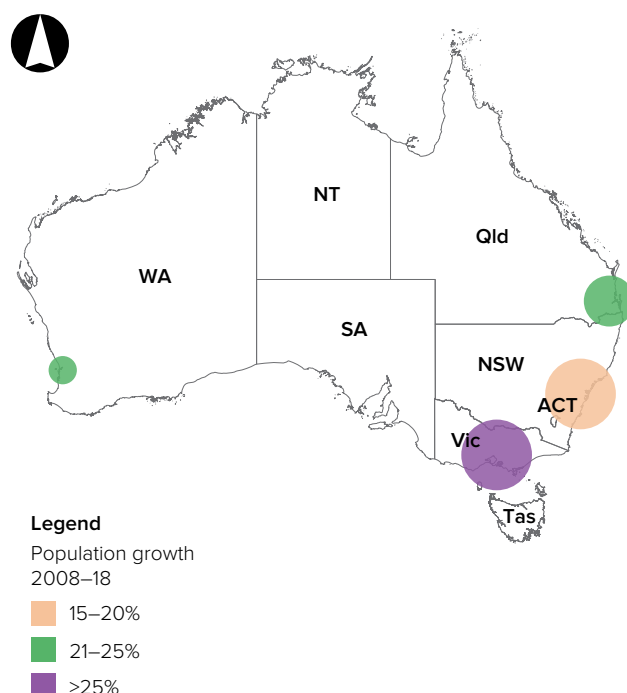 NT
Qld
WA
SA
NSW
ACT
Vic
Tas
Legend
Population growth
2008–18
15–20%
21–25%
>25%